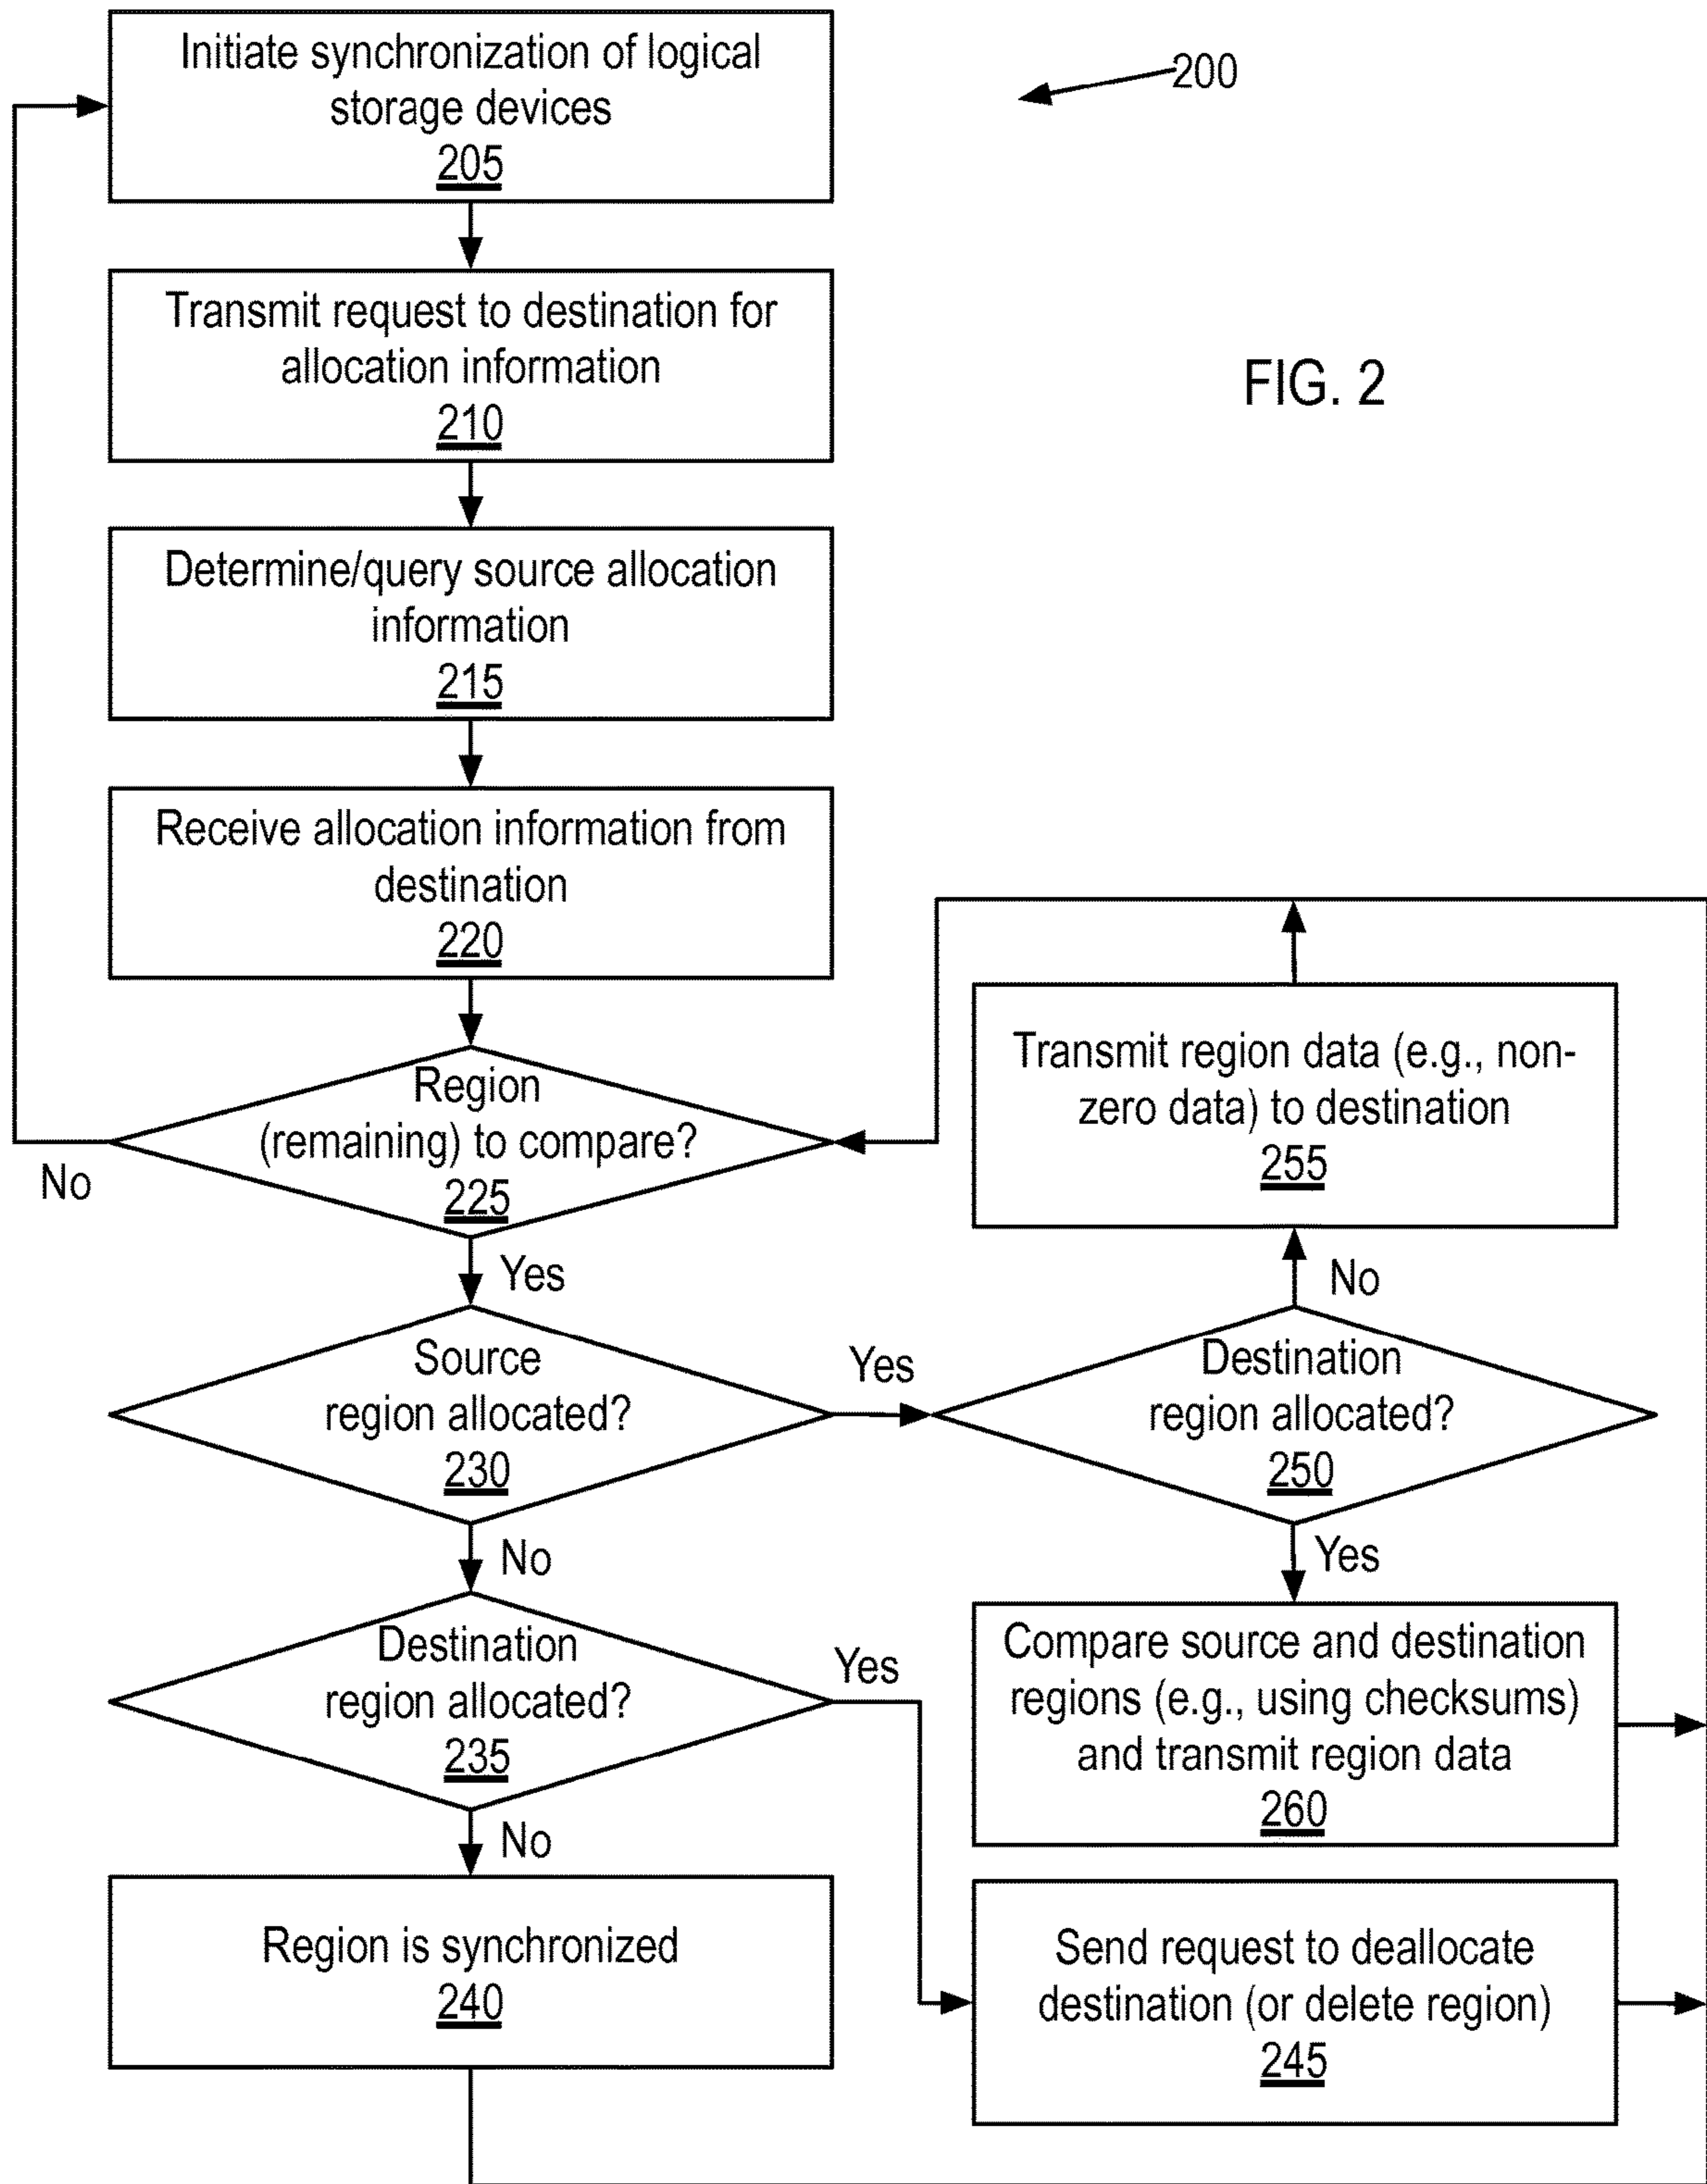 Initiate synchronization of logical
storage devices
205
200
Transmit request to destination for
allocation information
210
FIG. 2
Determine/query source allocation
information
215
Receive allocation information from
destination
220
Region
(remaining) to compare?
225
No
Yes
Transmit region data (e.g., non-
zero data) to destination
255
No
Source
region allocated?
230
Yes
Destination
region allocated?
250
No
Yes
Destination
region allocated?
235
Yes
Compare source and destination
regions (e.g., using checksums)
and transmit region data
260
No
Region is synchronized
240
Send request to deallocate
destination (or delete region)
245